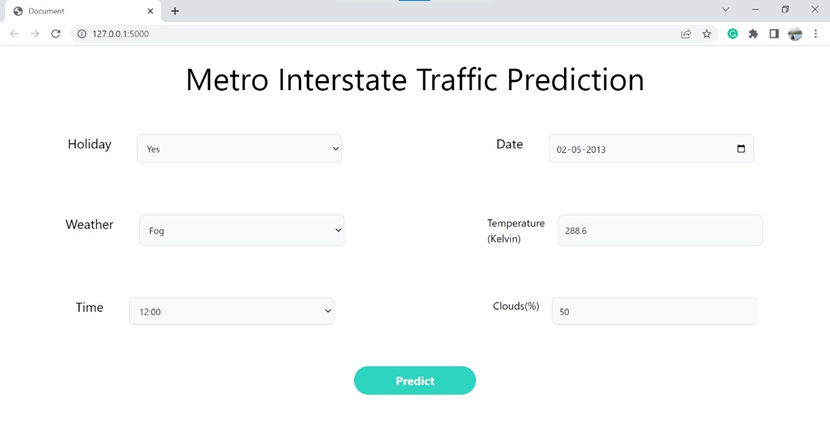 Document
127.0.0.1:5000
Metro Interstate Traffic Prediction
Holiday Yes Date 02-05-2013
Weather Fog Temperature (Kelvin) 288.6
Time 12:00 Clouds(%) 50
Predict